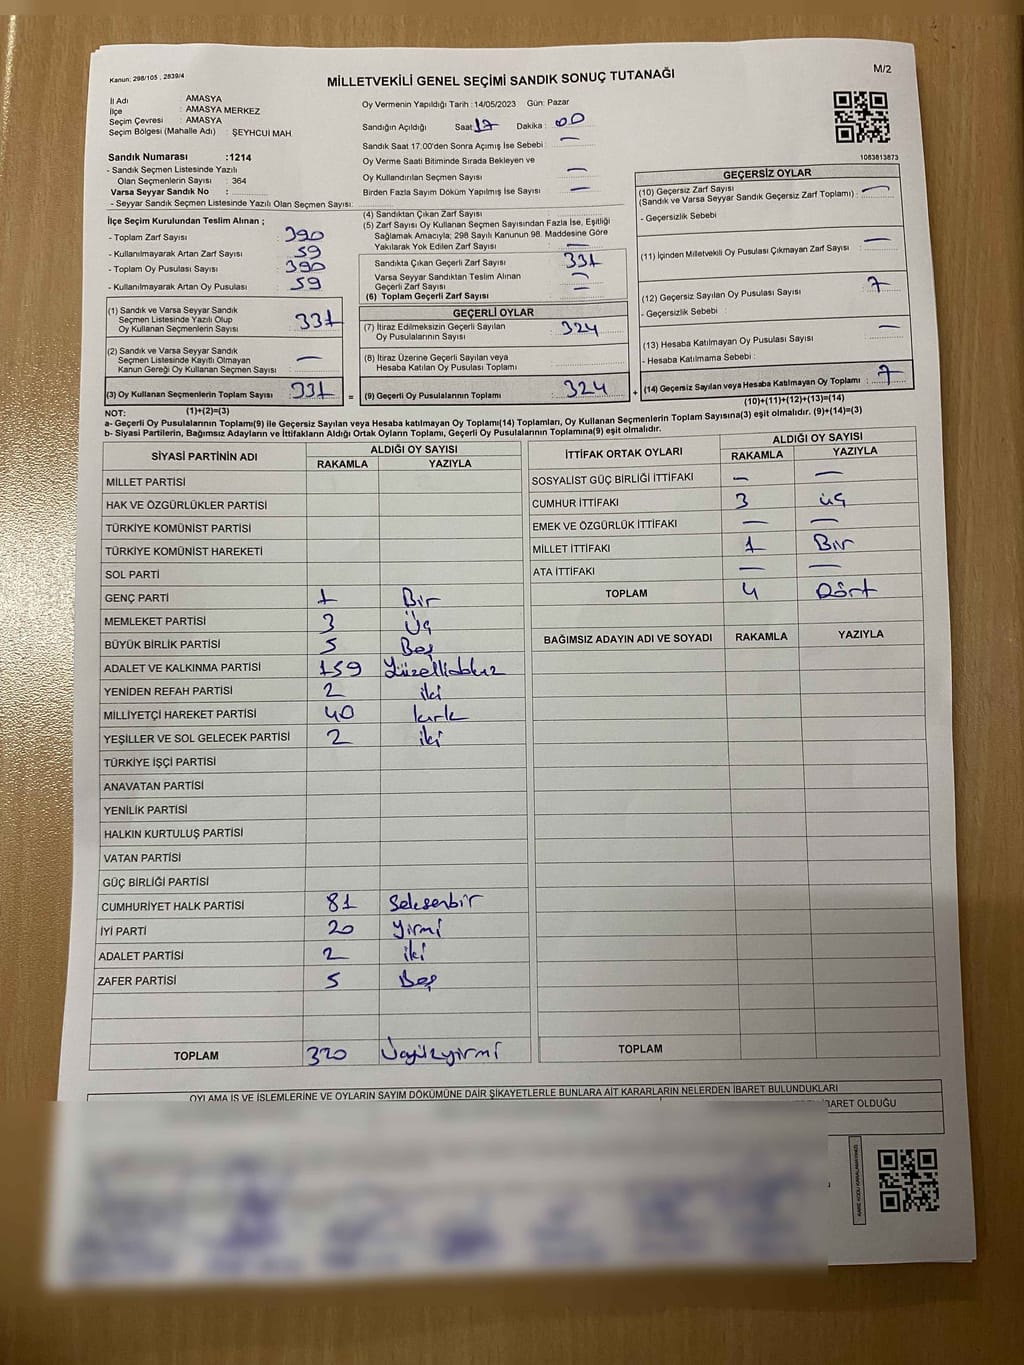 Kanun: 298/105 , 2839/4
MİLLETVEKİLİ GENEL SEÇİMİ SANDIK SONUÇ TUTANAĞI
M/2
İl Adı : AMASYA
İlçe : AMASYA MERKEZ
Seçim Çevresi : AMASYA
Seçim Bölgesi (Mahalle Adı) : ŞEYHCUİ MAH
Sandık Numarası :1214
- Sandık Seçmen Listesinde Yazılı
Olan Seçmenlerin Sayısı : 364
Varsa Seyyar Sandık No :
- Seyyar Sandık Seçmen Listesinde Yazılı Olan Seçmen Sayısı:
Oy Vermenin Yapıldığı Tarih : 14/05/2023 Gün: Pazar
Sandığın Açıldığı Saat 17 Dakika : 00
Sandık Saat 17:00'den Sonra Açımış İse Sebebi : —
Oy Verme Saati Bitiminde Sırada Bekleyen ve
Oy Kullandırılan Seçmen Sayısı —
Birden Fazla Sayım Döküm Yapılmış İse Sayısı —
1083813873
İlçe Seçim Kurulundan Teslim Alınan ;
- Toplam Zarf Sayısı 390
- Kullanılmayarak Artan Zarf Sayısı 59
- Toplam Oy Pusulası Sayısı 390
- Kullanılmayarak Artan Oy Pusulası 59
(1) Sandık ve Varsa Seyyar Sandık
Seçmen Listesinde Yazılı Olup
Oy Kullanan Seçmenlerin Sayısı : 331
(2) Sandık ve Varsa Seyyar Sandık
Seçmen Listesinde Kayıtlı Olmayan
Kanun Gereği Oy Kullanan Seçmen Sayısı : —
(3) Oy Kullanan Seçmenlerin Toplam Sayısı : 331
(4) Sandıktan Çıkan Zarf Sayısı
(5) Zarf Sayısı Oy Kullanan Seçmen Sayısından Fazla İse, Eşitliği
Sağlamak Amacıyla; 298 Sayılı Kanunun 98. Maddesine Göre
Yakılarak Yok Edilen Zarf Sayısı —
Sandıkta Çıkan Geçerli Zarf Sayısı 331
Varsa Seyyar Sandıktan Teslim Alınan
Geçerli Zarf Sayısı —
(6) Toplam Geçerli Zarf Sayısı —
GEÇERLİ OYLAR
(7) İtiraz Edilmeksizin Geçerli Sayılan
Oy Pusulalarının Sayısı : 324
(8) İtiraz Üzerine Geçerli Sayılan veya
Hesaba Katılan Oy Pusulası Toplamı
= (9) Geçerli Oy Pusulalarının Toplamı : 324 +
GEÇERSİZ OYLAR
(10) Geçersiz Zarf Sayısı
(Sandık ve Varsa Seyyar Sandık Geçersiz Zarf Toplamı) : —
- Geçersizlik Sebebi
(11) İçinden Milletvekili Oy Pusulası Çıkmayan Zarf Sayısı —
(12) Geçersiz Sayılan Oy Pusulası Sayısı 7
- Geçersizlik Sebebi :
(13) Hesaba Katılmayan Oy Pusulası Sayısı —
- Hesaba Katılmama Sebebi :
(14) Geçersiz Sayılan veya Hesaba Katılmayan Oy Toplamı : 7
(1)+(2)=(3)
(10)+(11)+(12)+(13)=(14)
NOT:
a- Geçerli Oy Pusulalarının Toplamı(9) ile Geçersiz Sayılan veya Hesaba katılmayan Oy Toplamı(14) Toplamları, Oy Kullanan Seçmenlerin Toplam Sayısına(3) eşit olmalıdır. (9)+(14)=(3)
b- Siyasi Partilerin, Bağımsız Adayların ve İttifakların Aldığı Ortak Oyların Toplamı, Geçerli Oy Pusulalarının Toplamına(9) eşit olmalıdır.
SİYASİ PARTİNİN ADI ALDIĞI OY SAYISI
RAKAMLA YAZIYLA
MİLLET PARTİSİ
HAK VE ÖZGÜRLÜKLER PARTİSİ
TÜRKİYE KOMÜNİST PARTİSİ
TÜRKİYE KOMÜNİST HAREKETİ
SOL PARTİ
GENÇ PARTİ 1 Bir
MEMLEKET PARTİSİ 3 Üç
BÜYÜK BİRLİK PARTİSİ 5 Beş
ADALET VE KALKINMA PARTİSİ 159 Yüzellidokuz
YENİDEN REFAH PARTİSİ 2 iki
MİLLİYETÇİ HAREKET PARTİSİ 40 kırk
YEŞİLLER VE SOL GELECEK PARTİSİ 2 iki
TÜRKİYE İŞÇİ PARTİSİ
ANAVATAN PARTİSİ
YENİLİK PARTİSİ
HALKIN KURTULUŞ PARTİSİ
VATAN PARTİSİ
GÜÇ BİRLİĞİ PARTİSİ
CUMHURİYET HALK PARTİSİ 81 Seksenbir
İYİ PARTİ 20 Yirmi
ADALET PARTİSİ 2 iki
ZAFER PARTİSİ 5 Beş
TOPLAM 320 Üçyüzyirmi
İTTİFAK ORTAK OYLARI ALDIĞI OY SAYISI
RAKAMLA YAZIYLA
SOSYALİST GÜÇ BİRLİĞİ İTTİFAKI — —
CUMHUR İTTİFAKI 3 üç
EMEK VE ÖZGÜRLÜK İTTİFAKI — —
MİLLET İTTİFAKI 1 Bir
ATA İTTİFAKI — —
TOPLAM 4 Dört
BAĞIMSIZ ADAYIN ADI VE SOYADI RAKAMLA YAZIYLA
TOPLAM
OYLAMA İŞ VE İŞLEMLERİNE VE OYLARIN SAYIM DÖKÜMÜNE DAİR ŞİKAYETLERLE BUNLARA AİT KARARLARIN NELERDEN İBARET BULUNDUKLARI
İBARET OLDUĞU